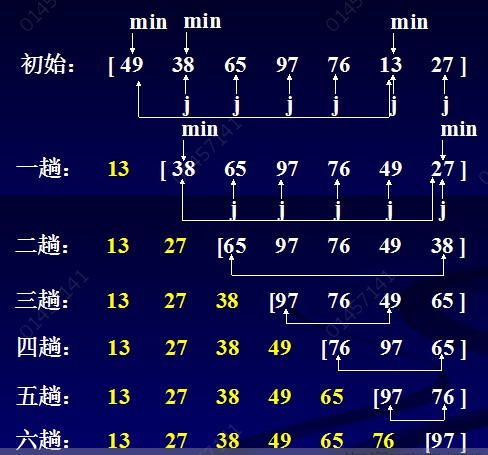 min min min
初始： [ 49 38 65 97 76 13 27 ]
j j j j j j
min min
一趟： 13 [ 38 65 97 76 49 27 ]
j j j j j
二趟： 13 27 [65 97 76 49 38 ]
三趟： 13 27 38 [97 76 49 65 ]
四趟： 13 27 38 49 [76 97 65 ]
五趟： 13 27 38 49 65 [97 76 ]
六趟： 13 27 38 49 65 76 [97 ]
01457141